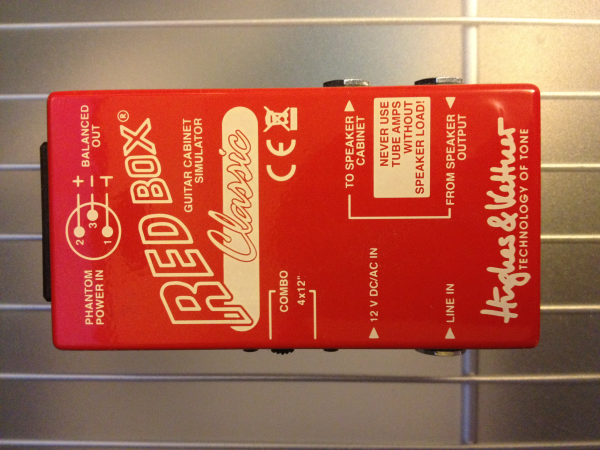 PHANTOM
POWER IN
2
3
1
+
−
BALANCED
OUT
RED BOX®
GUITAR CABINET
SIMULATOR
Classic
COMBO
4x12"
CE
12 V DC/AC IN
TO SPEAKER
CABINET
NEVER USE
TUBE AMPS
WITHOUT
SPEAKER LOAD!
LINE IN
FROM SPEAKER
OUTPUT
Hughes & Kettner
TECHNOLOGY OF TONE